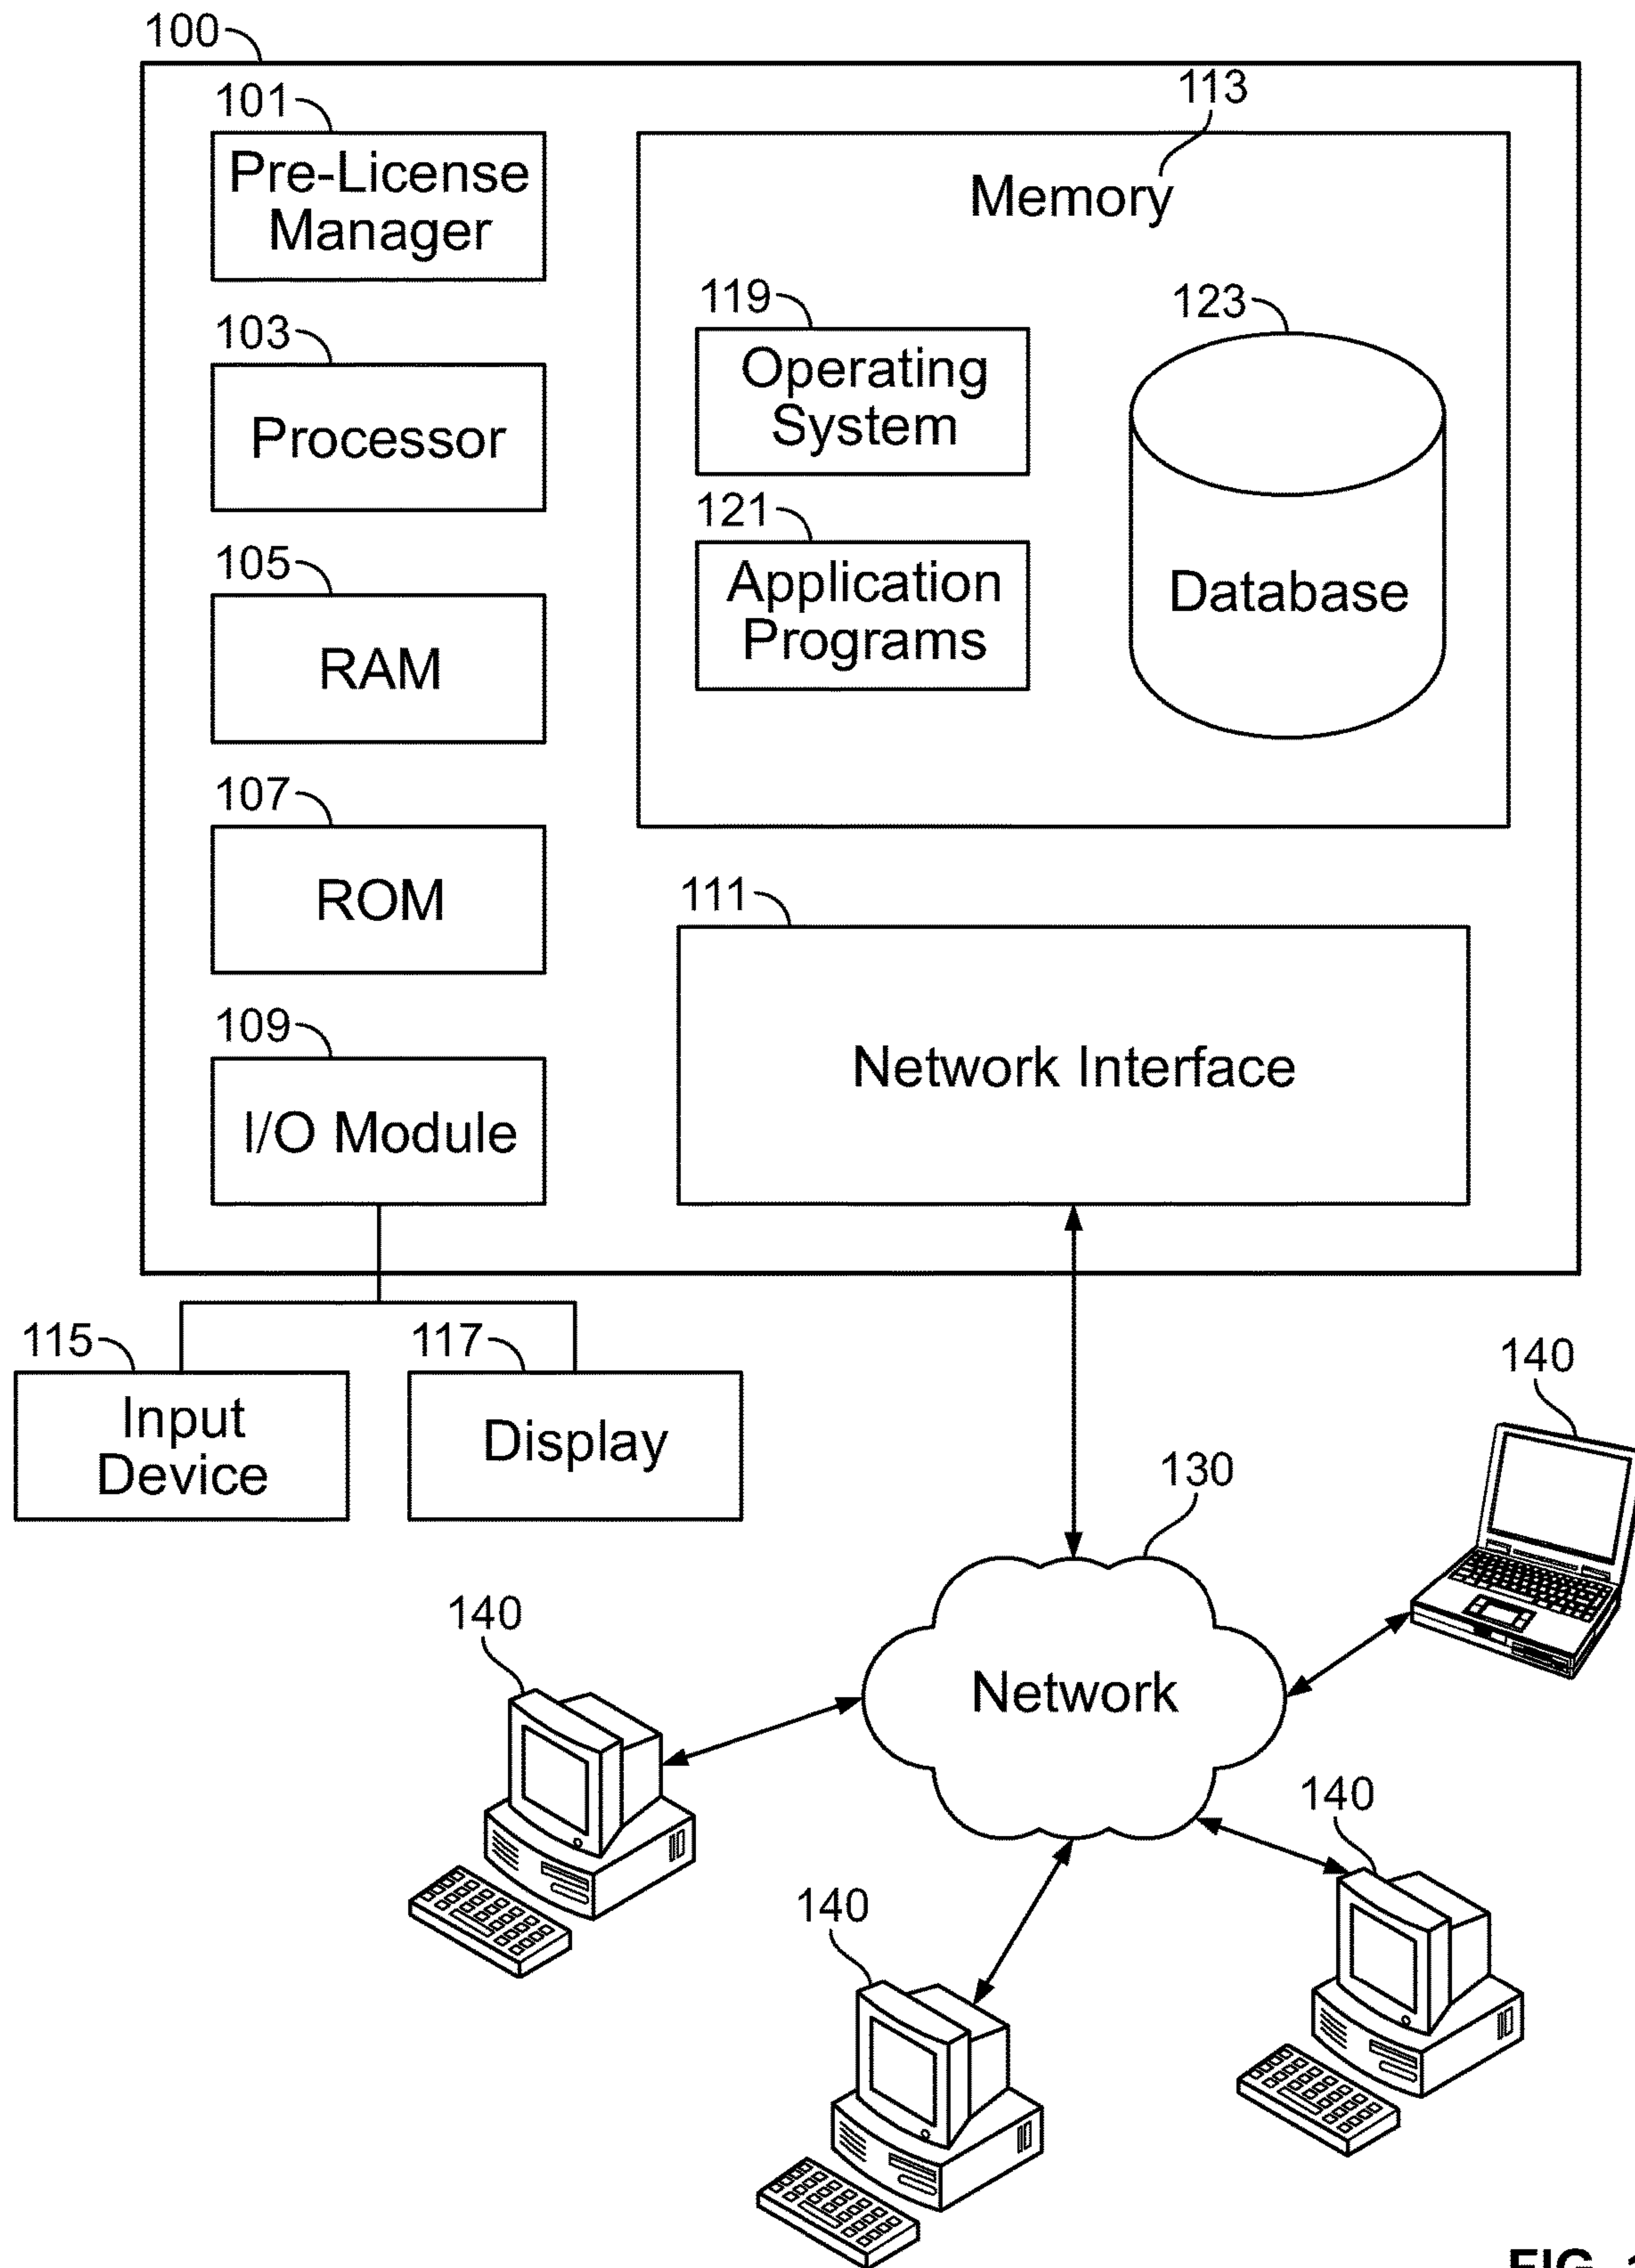 100
101
Pre-License
Manager
103
Processor
105
RAM
107
ROM
109
I/O Module
113
Memory
119
Operating
System
121
Application
Programs
123
Database
111
Network Interface
115
Input
Device
117
Display
130
Network
140
140
140
140
FIG.